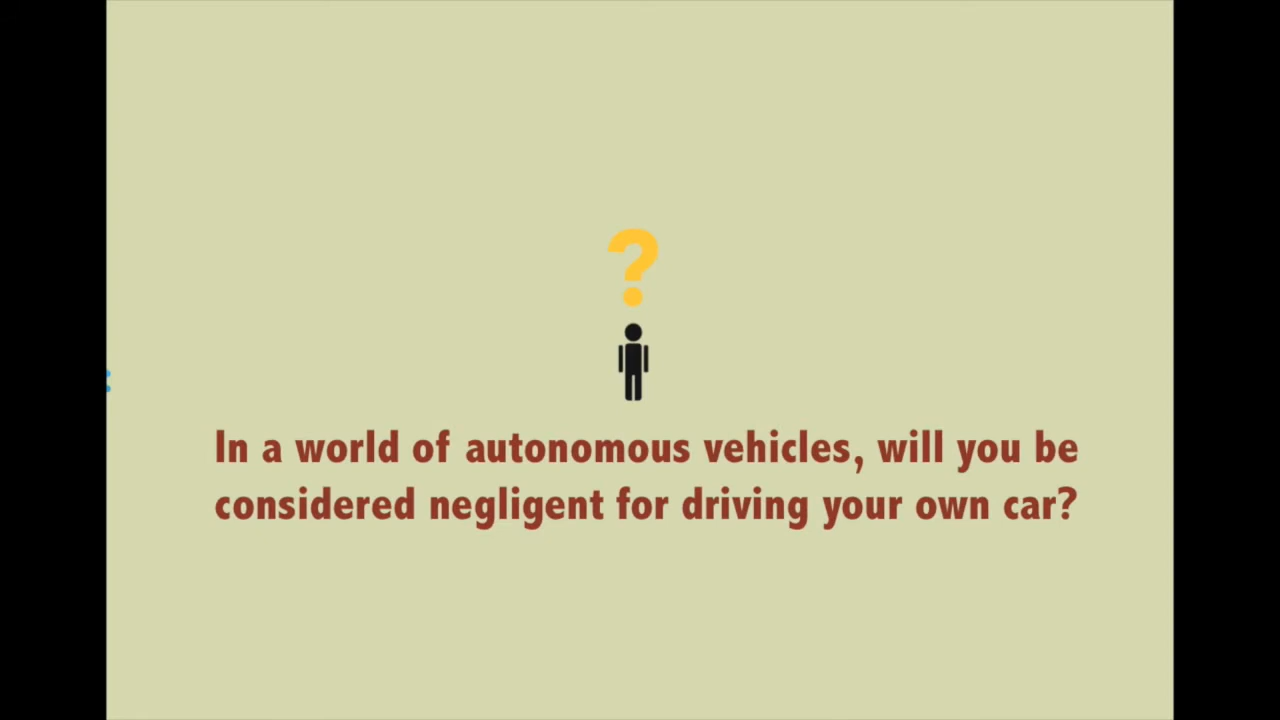 ?
In a world of autonomous vehicles, will you be
considered negligent for driving your own car?